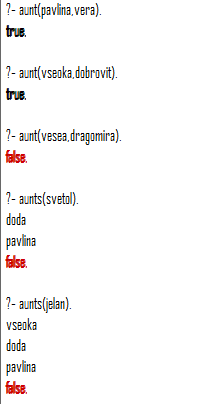 ?- aunt(pavlina,vera).
true.
?- aunt(vseoka,dobrovit).
true.
?- aunt(vesea,dragomira).
false.
?- aunts(svetol).
doda
pavlina
false.
?- aunts(jelan).
vseoka
doda
pavlina
false.